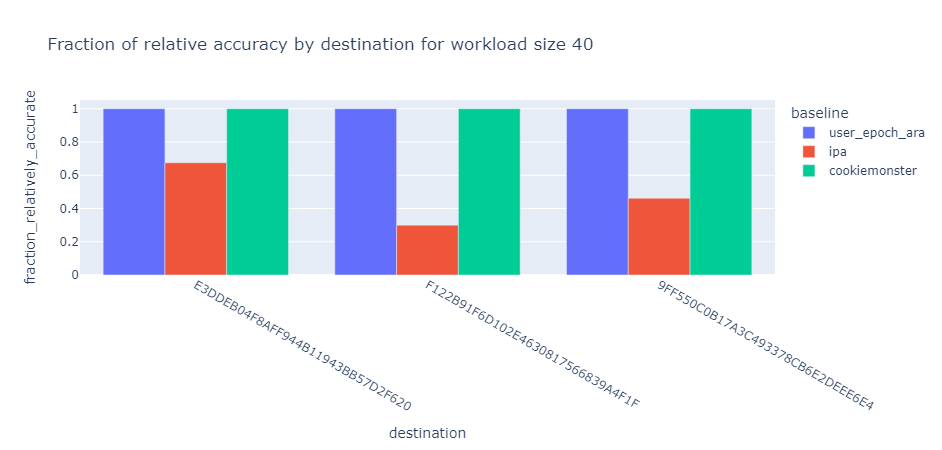 Fraction of relative accuracy by destination for workload size 40
fraction_relatively_accurate
1
0.8
0.6
0.4
0.2
0
E3DDEB04F8AFF944B11943BB57D2F620
F122B91F6D102E4630817566839A4F1F
9FF550C0B17A3C493378CB6E2DEEE6E4
destination
baseline
user_epoch_ara
ipa
cookiemonster